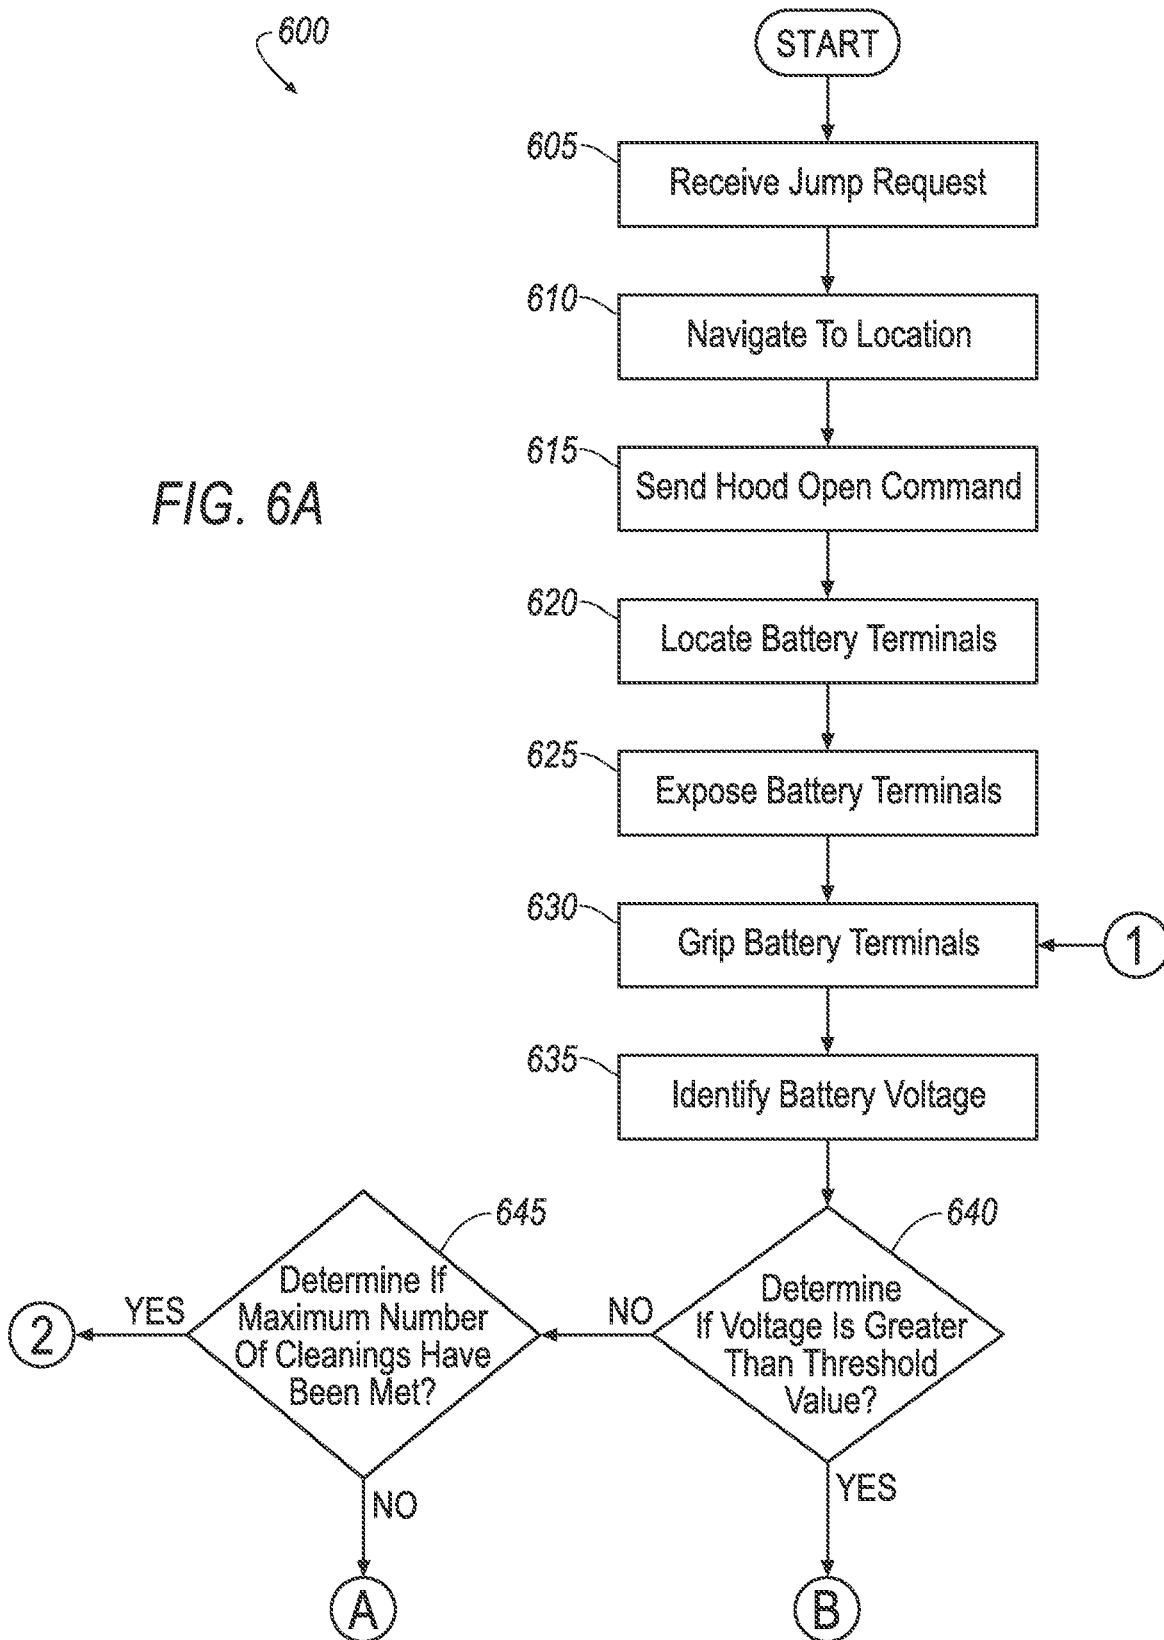 600
START
605
Receive Jump Request
610
Navigate To Location
615
Send Hood Open Command
FIG. 6A
620
Locate Battery Terminals
625
Expose Battery Terminals
630
Grip Battery Terminals
1
635
Identify Battery Voltage
645
640
Determine If
Maximum Number
Of Cleanings Have
Been Met?
YES
2
NO
Determine
If Voltage Is Greater
Than Threshold
Value?
NO
YES
A
B